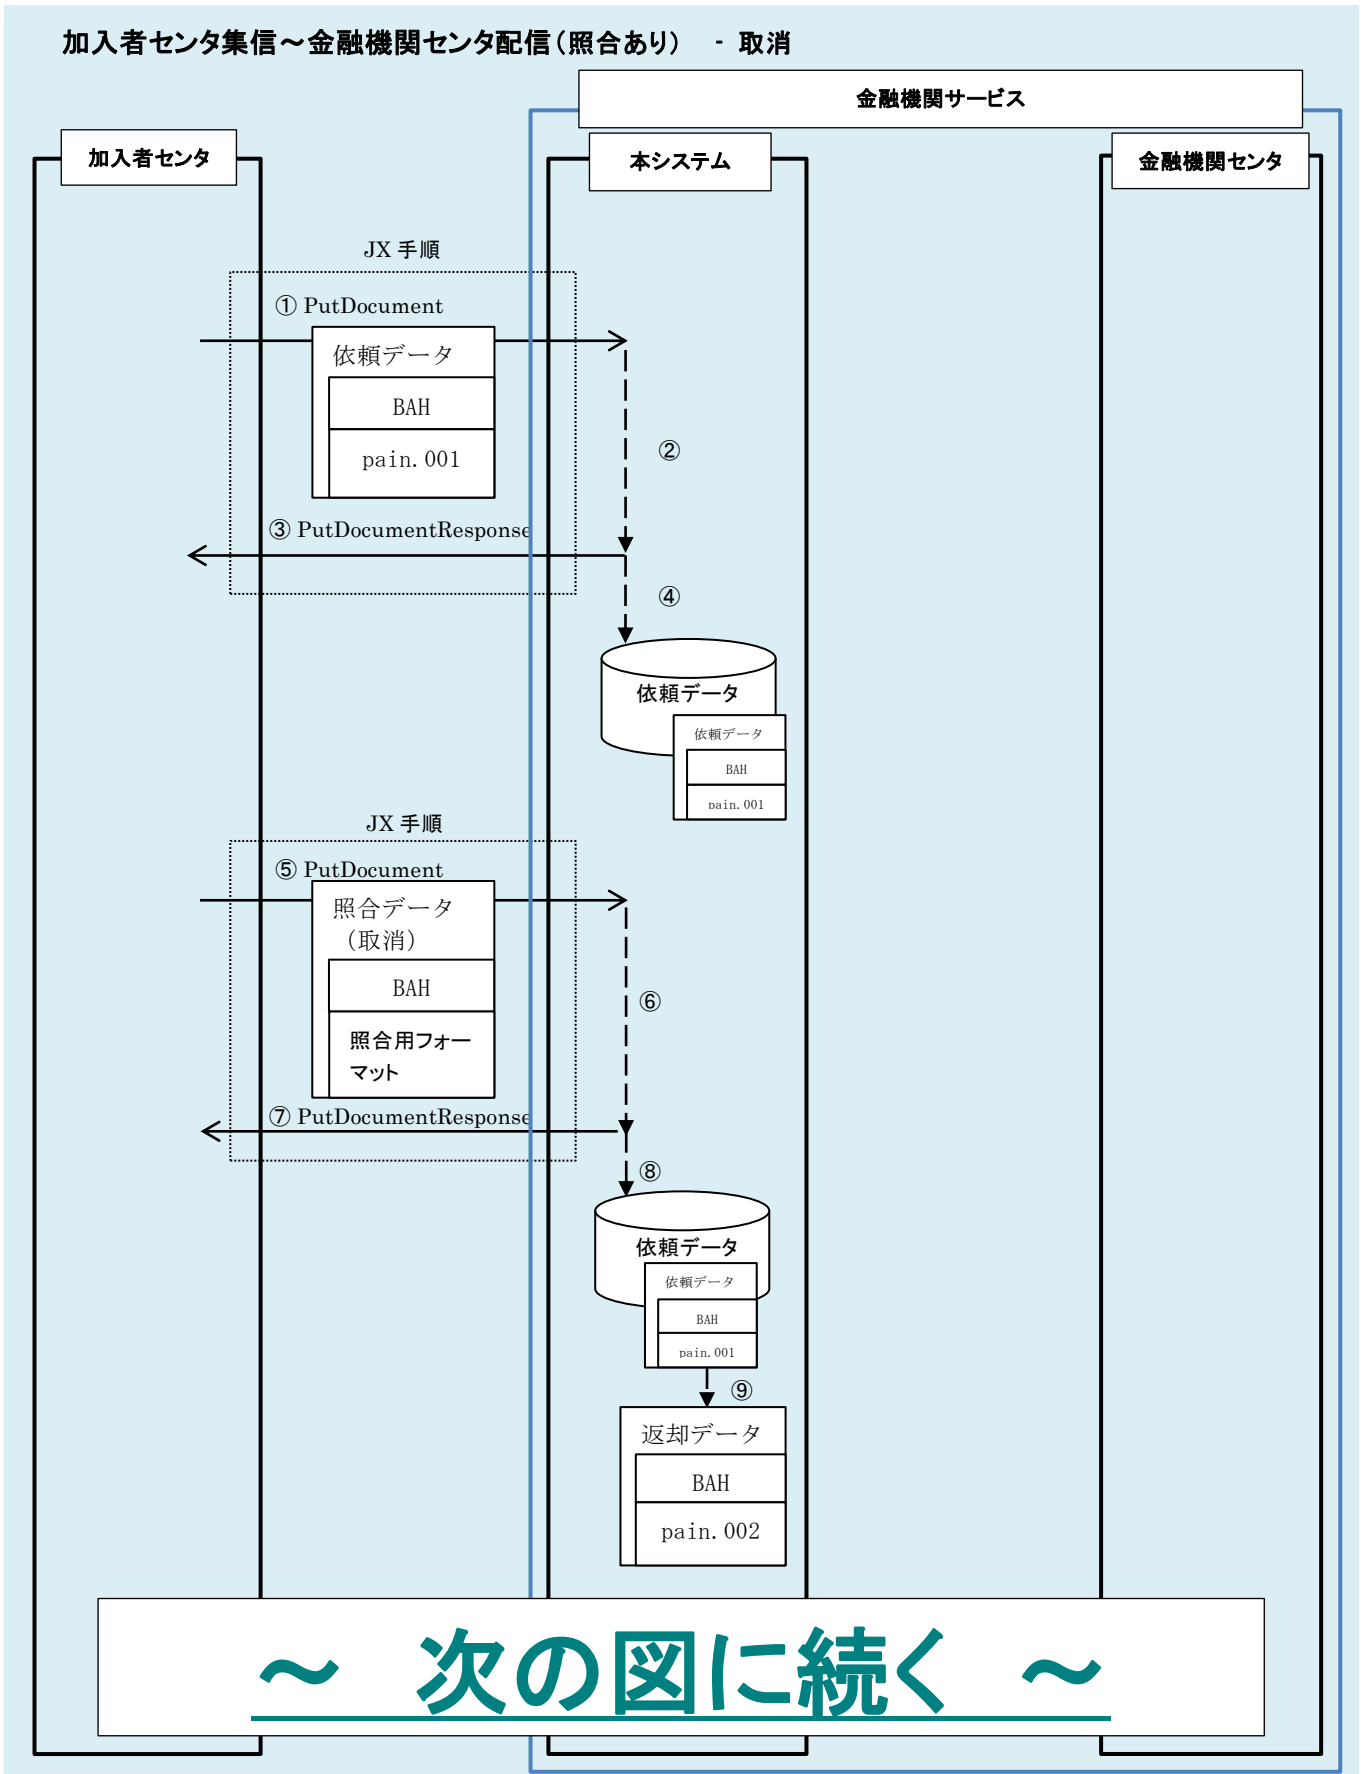 加入者センタ集信～金融機関センタ配信（照合あり） - 取消
金融機関サービス
加入者センタ
本システム
金融機関センタ
JX 手順
① PutDocument
依頼データ
BAH
pain.001
②
③ PutDocumentResponse
④
依頼データ
依頼データ
BAH
pain.001
JX 手順
⑤ PutDocument
照合データ
（取消）
BAH
照合用フォー
マット
⑥
⑦ PutDocumentResponse
⑧
依頼データ
依頼データ
BAH
pain.001
⑨
返却データ
BAH
pain.002
～ 次の図に続く ～